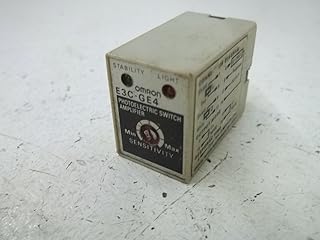 STABILITY LIGHT
omron
E3C-GE4
PHOTOELECTRIC SWITCH
AMPLIFIER
Min Max
SENSITIVITY